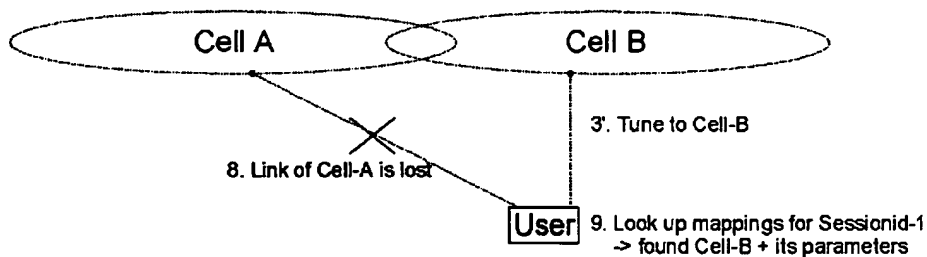 Cell A
Cell B
3'. Tune to Cell-B
8. Link of Cell-A is lost
User
9. Look up mappings for Sessionid-1
-> found Cell-B + its parameters